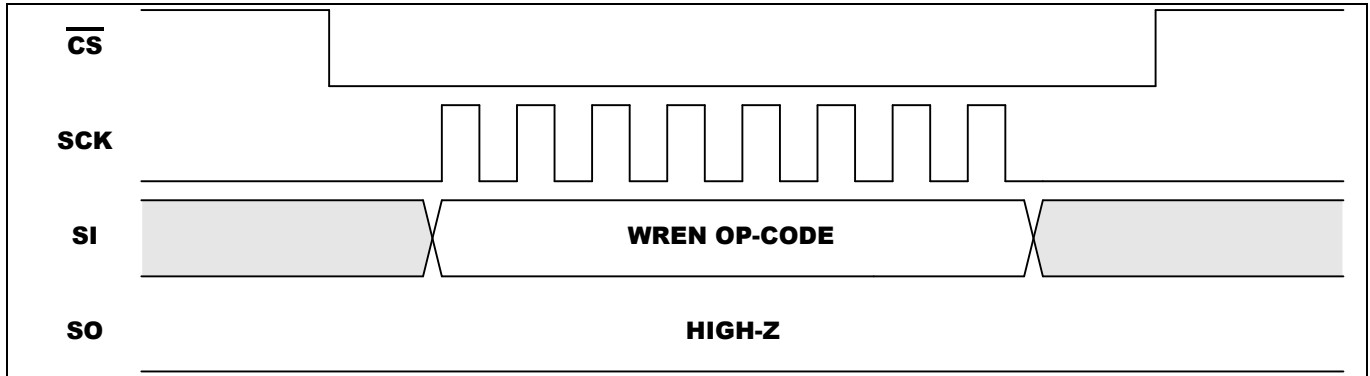 CS
SCK
SI
WREN OP-CODE
SO
HIGH-Z